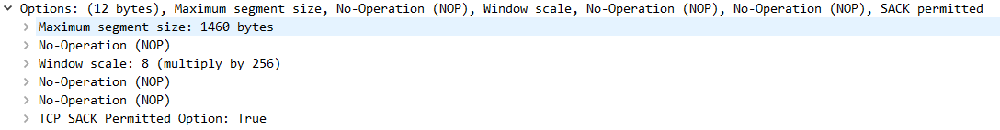 Options: (12 bytes), Maximum segment size, No-Operation (NOP), Window scale, No-Operation (NOP), No-Operation (NOP), SACK permitted
Maximum segment size: 1460 bytes
No-Operation (NOP)
Window scale: 8 (multiply by 256)
No-Operation (NOP)
No-Operation (NOP)
TCP SACK Permitted Option: True